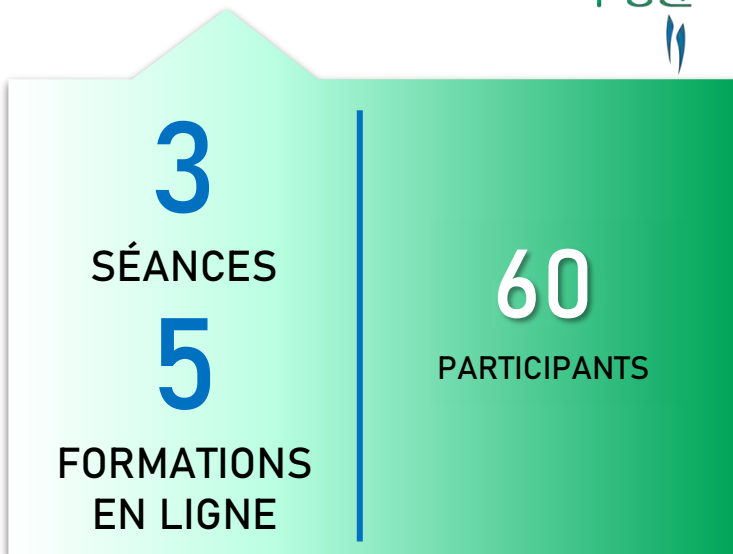 3
SÉANCES
5
FORMATIONS
EN LIGNE
60
PARTICIPANTS